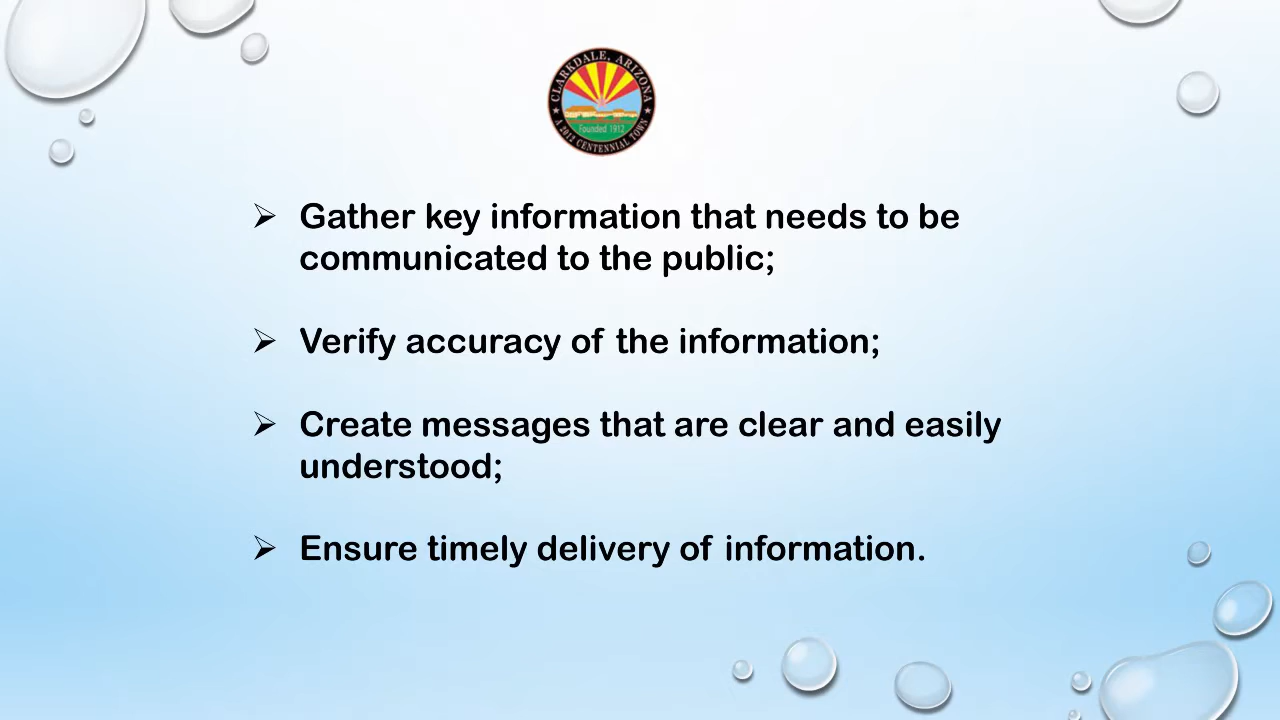 CLARKDALE, ARIZONA
Founded 1912
★ A 2012 CENTENNIAL TOWN ★
➢ Gather key information that needs to be
communicated to the public;
➢ Verify accuracy of the information;
➢ Create messages that are clear and easily
understood;
➢ Ensure timely delivery of information.